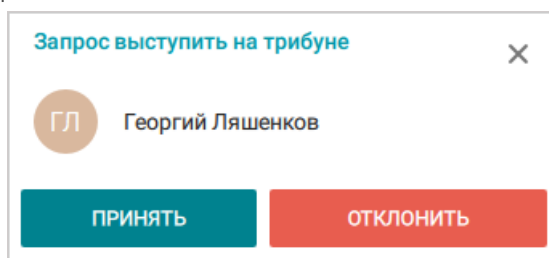 Запрос выступить на трибуне
ГЛ
Георгий Ляшенков
ПРИНЯТЬ
ОТКЛОНИТЬ